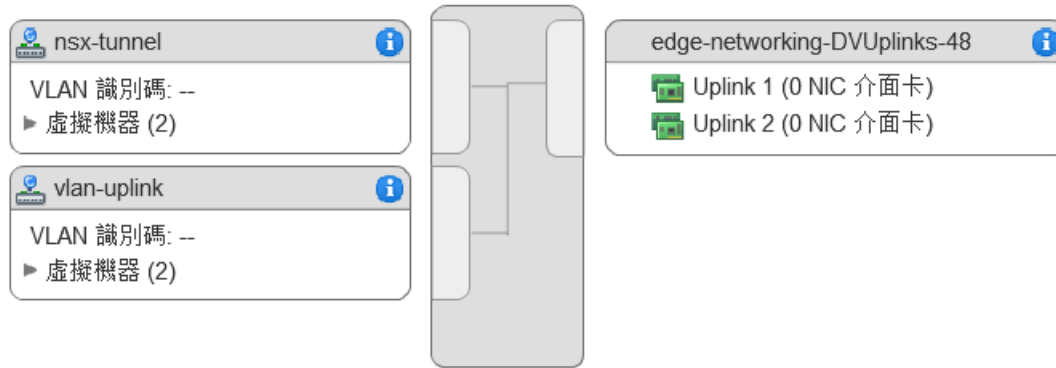 nsx-tunnel
VLAN 識別碼: --
虛擬機器 (2)
vlan-uplink
VLAN 識別碼: --
虛擬機器 (2)
edge-networking-DVUplinks-48
Uplink 1 (0 NIC 介面卡)
Uplink 2 (0 NIC 介面卡)